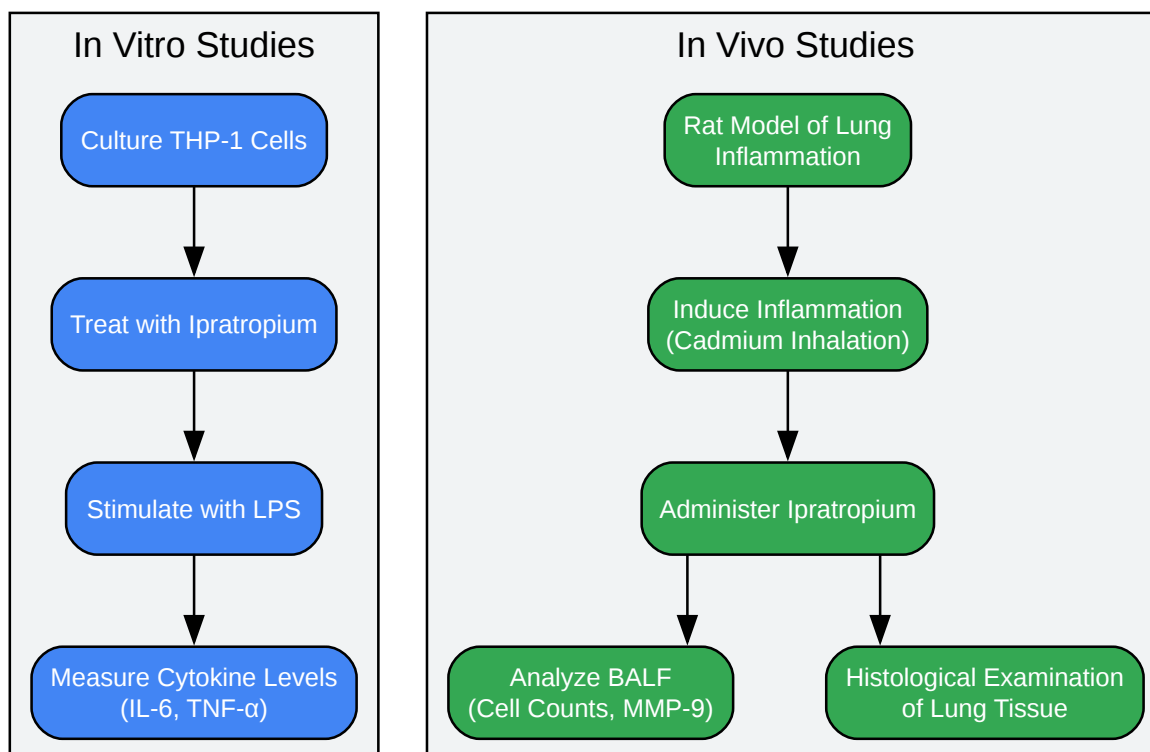 In Vitro Studies
Culture THP-1 Cells
Treat with Ipratropium
Stimulate with LPS
Measure Cytokine Levels
(IL-6, TNF-α)
In Vivo Studies
Rat Model of Lung
Inflammation
Induce Inflammation
(Cadmium Inhalation)
Administer Ipratropium
Analyze BALF
(Cell Counts, MMP-9)
Histological Examination
of Lung Tissue